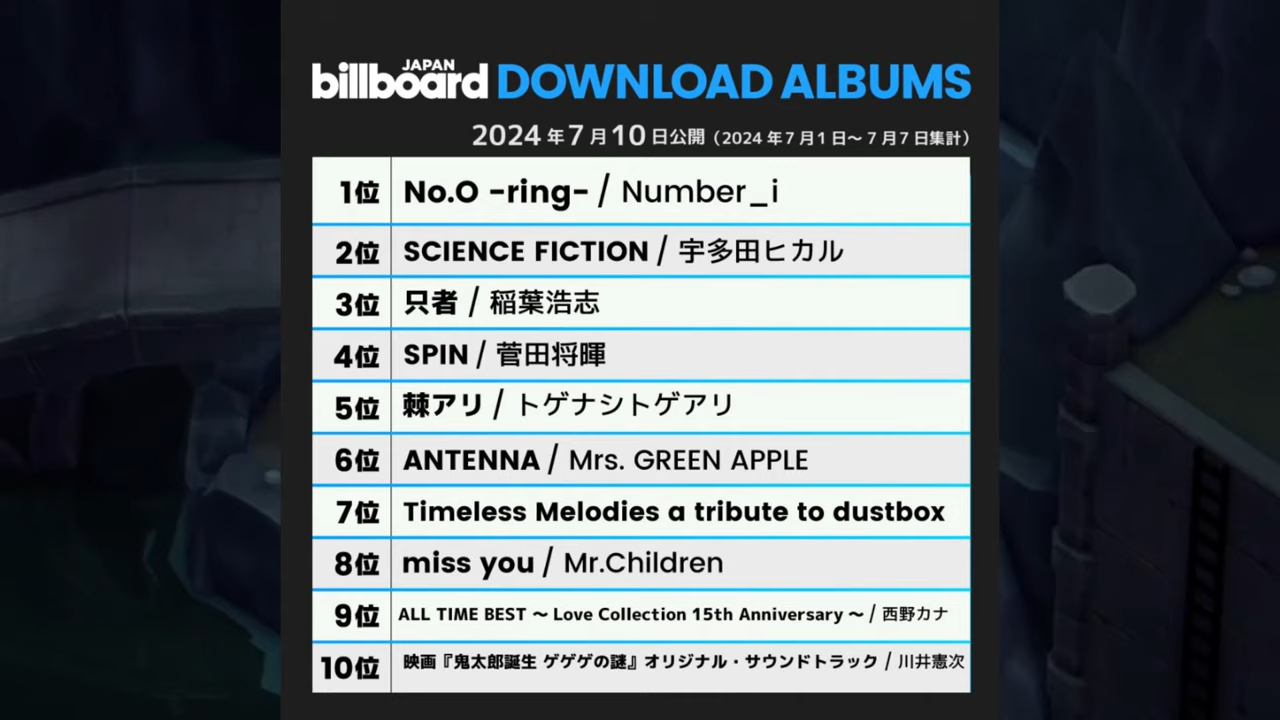 JAPAN
billboard DOWNLOAD ALBUMS
2024年7月10日公開（2024年7月1日〜7月7日集計）
1位 No.O -ring- / Number_i
2位 SCIENCE FICTION / 宇多田ヒカル
3位 只者 / 稲葉浩志
4位 SPIN / 菅田将暉
5位 棘アリ / トゲナシトゲアリ
6位 ANTENNA / Mrs. GREEN APPLE
7位 Timeless Melodies a tribute to dustbox
8位 miss you / Mr.Children
9位 ALL TIME BEST 〜 Love Collection 15th Anniversary 〜 / 西野カナ
10位 映画『鬼太郎誕生 ゲゲゲの謎』オリジナル・サウンドトラック / 川井憲次